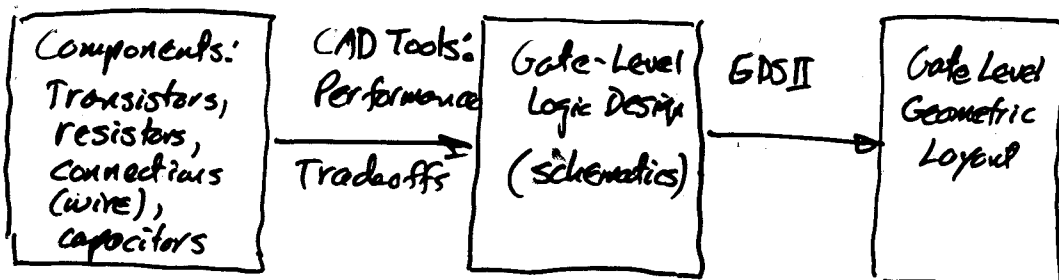 Components:
Transistors,
resistors,
connections
(wire),
capacitors
CAD Tools:
Performance
Tradeoffs
Gate-Level
Logic Design
(schematics)
GDSII
Gate Level
Geometric
Layout